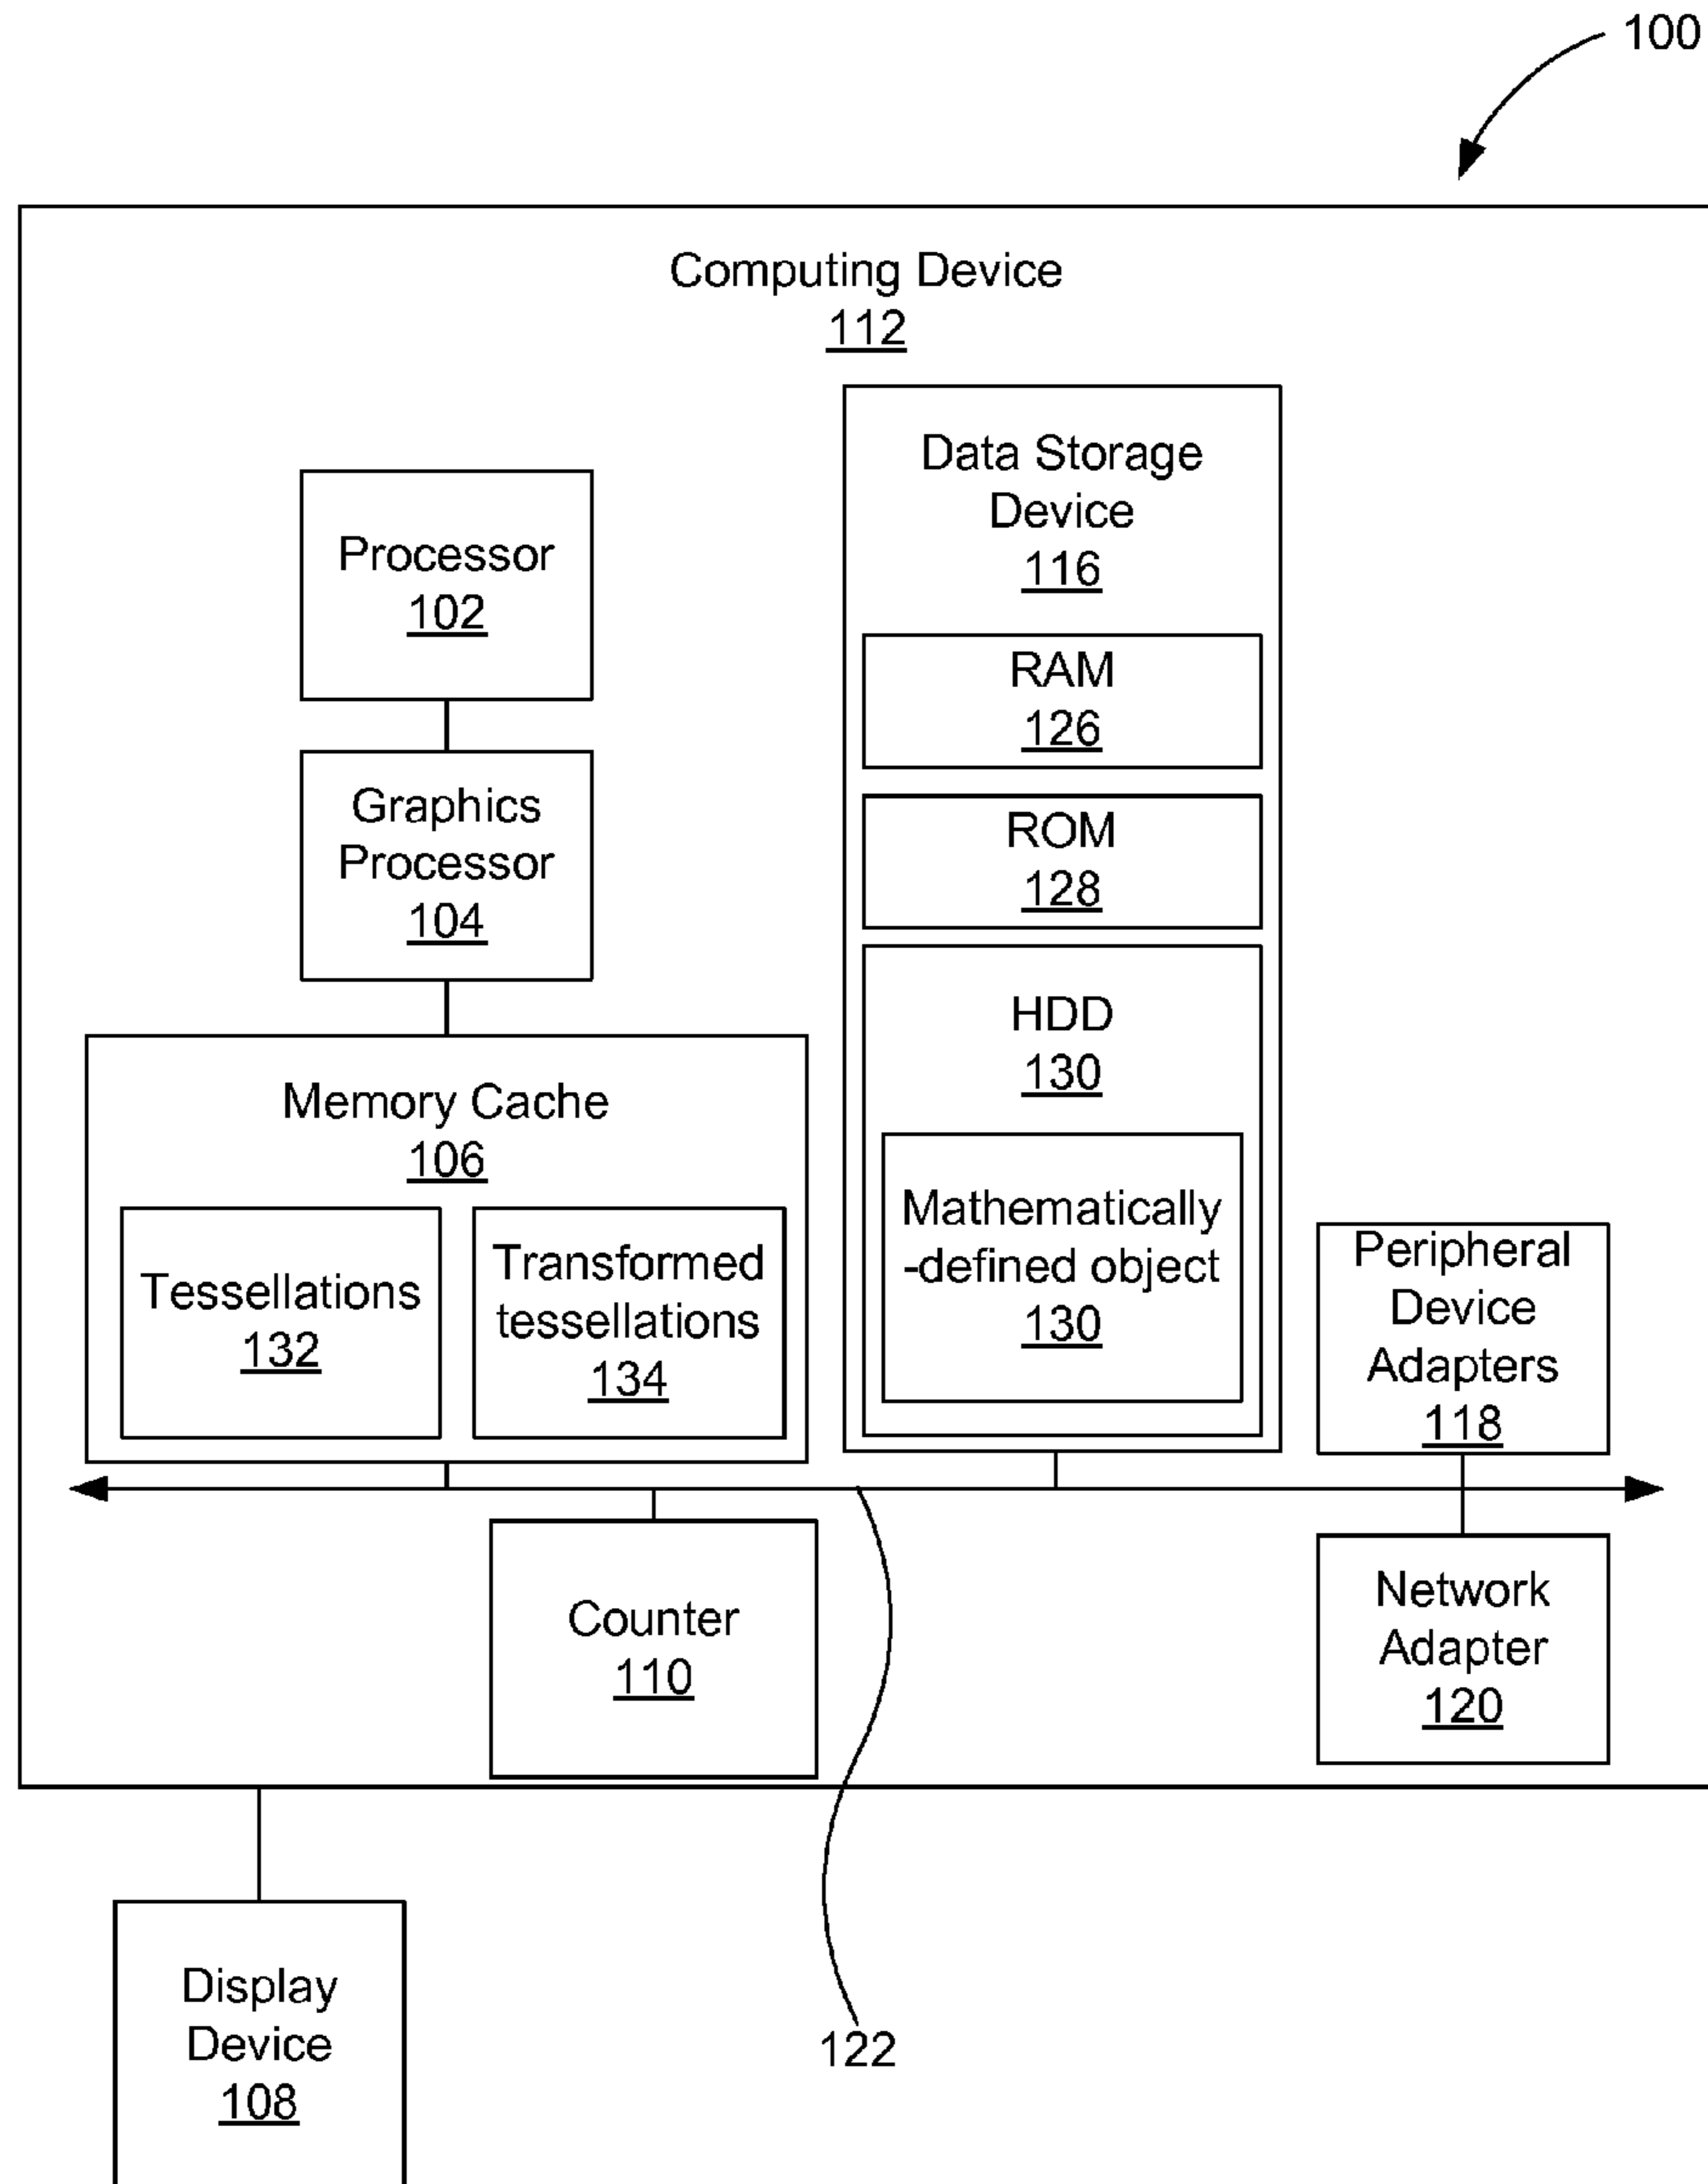 100
Computing Device
112
Data Storage
Device
116
Processor
102
RAM
126
Graphics
Processor
104
ROM
128
HDD
130
Memory Cache
106
Mathematically
-defined object
130
Tessellations
132
Transformed
tessellations
134
Peripheral
Device
Adapters
118
Counter
110
Network
Adapter
120
Display
Device
108
122